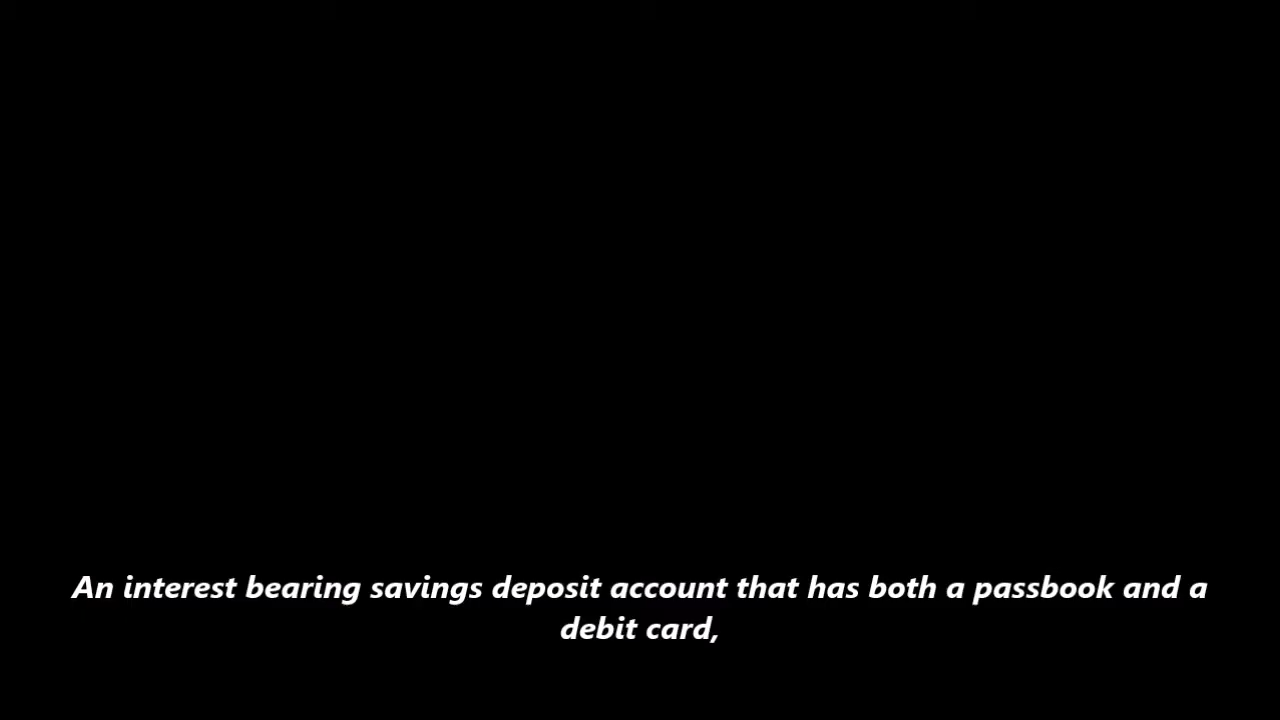 An interest bearing savings deposit account that has both a passbook and a
debit card,